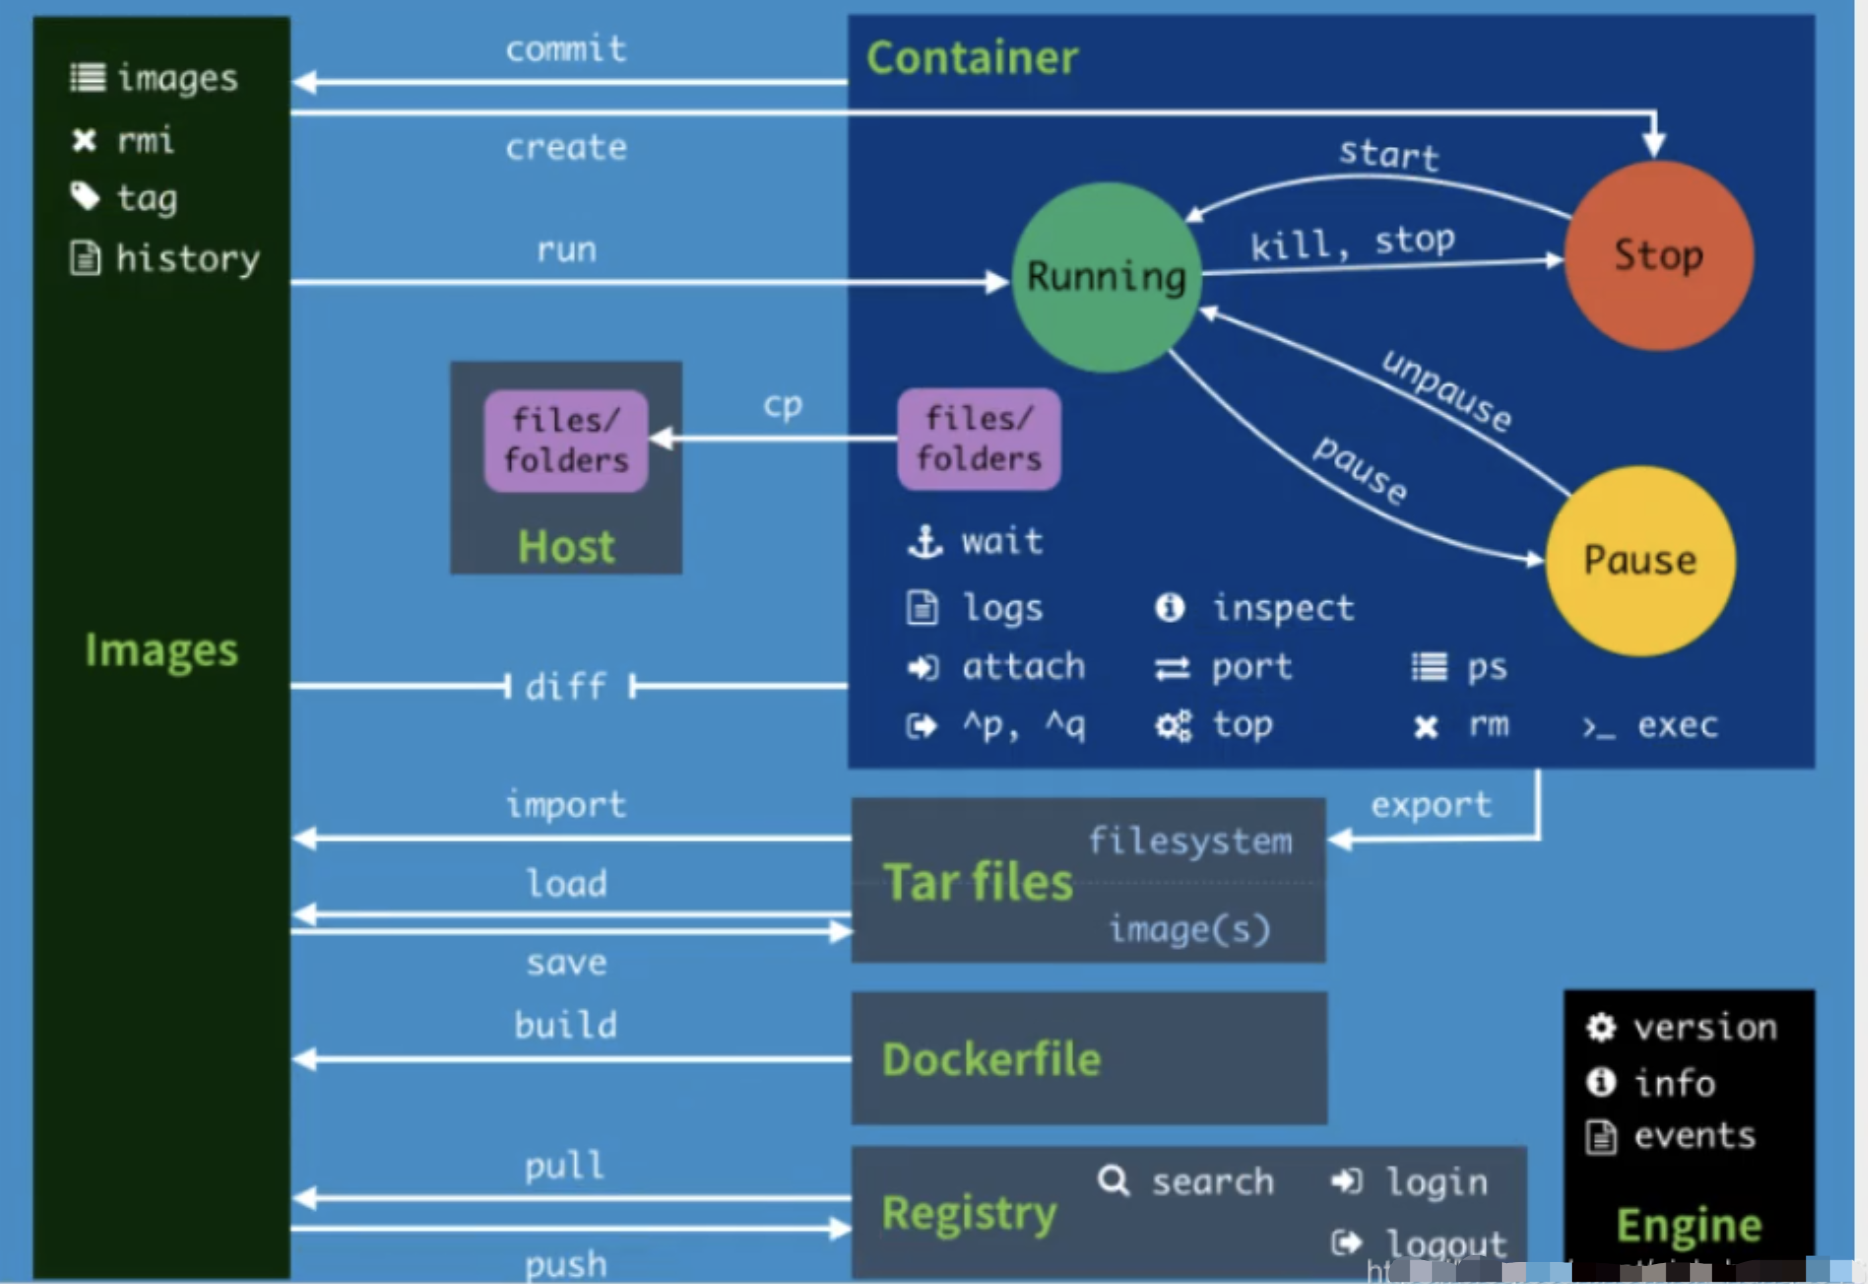 commit
Container
images
rmi
create
start
tag
run
kill, stop
Stop
history
Running
unpause
files/
folders
cp
files/
folders
pause
Host
wait
Pause
logs
inspect
Images
attach
port
ps
diff
^p, ^q
top
rm
>_ exec
import
export
filesystem
load
Tar files
image(s)
save
build
version
Dockerfile
info
events
pull
search
login
Registry
Engine
logout
push